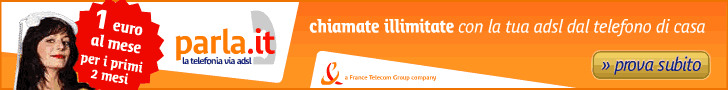 1 euro
al mese
per i primi
2 mesi
parla.it
la telefonia via adsl
chiamate illimitate con la tua adsl dal telefono di casa
a France Telecom Group company
» prova subito